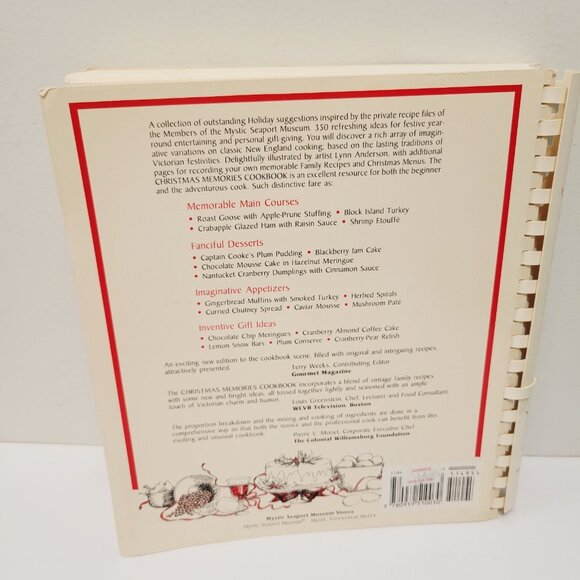 A collection of outstanding Holiday suggestions inspired by the private recipe files of
the Members of the Mystic Seaport Museum. 350 refreshing ideas for festive year-
round entertaining and personal gift-giving. You will discover a rich array of imagin-
ative variations on classic New England cooking, based on the lasting traditions of
Victorian festivities. Delightfully illustrated by artist Lynn Anderson, with additional
pages for recording your own memorable Family Recipes and Christmas Menus. The
CHRISTMAS MEMORIES COOKBOOK is an excellent resource for both the beginner
and the adventurous cook. Such distinctive fare as:
Memorable Main Courses
• Roast Goose with Apple-Prune Stuffing • Block Island Turkey
• Crabapple Glazed Ham with Raisin Sauce • Shrimp Etouffé
Fanciful Desserts
• Captain Cooke's Plum Pudding • Blackberry Jam Cake
• Chocolate Mousse Cake in Hazelnut Meringue
• Nantucket Cranberry Dumplings with Cinnamon Sauce
Imaginative Appetizers
• Gingerbread Muffins with Smoked Turkey • Herbed Spirals
• Curried Chutney Spread • Caviar Mousse • Mushroom Paté
Inventive Gift Ideas
• Chocolate Chip Meringues • Cranberry Almond Coffee Cake
• Lemon Snow Bars • Plum Conserve • Cranberry-Pear Relish
An exciting new edition to the cookbook scene, filled with original and intriguing recipes,
attractively presented.
Terry Weeks, Contributing Editor
Gourmet Magazine
The CHRISTMAS MEMORIES COOKBOOK incorporates a blend of vintage family recipes
with some new and bright ideas, all tossed together lightly and seasoned with an ample
touch of Victorian charm and humor.
Louis Greenstein, Chef, Lecturer and Food Consultant
WCVB Television, Boston
The proportion breakdown and the mixing and cooking of ingredients are done in a
comprehensive way so that both the novice and the professional cook can benefit from this
exciting and unusual cookbook.
Pierre V. Monet, Corporate Executive Chef
The Colonial Williamsburg Foundation
Mystic Seaport Museum Stores
Mystic Seaport Museum® Mystic, Connecticut 06355
9 780939 510030